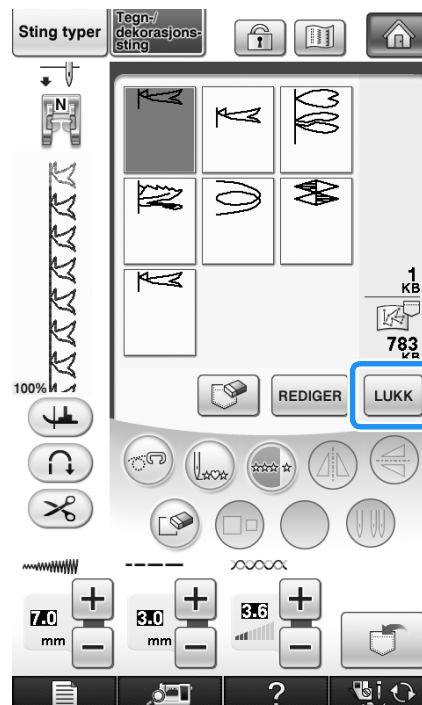 Sting typer
Tegn-/
dekorasjons-
sting
N
1
KB
783
KB
100%
REDIGER
LUKK
7.0
mm
3.0
mm
3.6
?